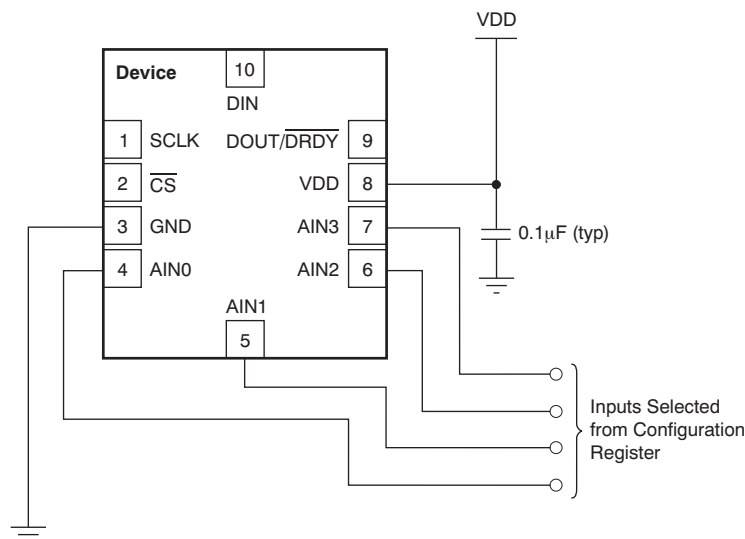 VDD
Device
10
DIN
1 SCLK
DOUT/DRDY 9
2 CS
VDD 8
3 GND
AIN3 7
0.1µF (typ)
4 AIN0
AIN2 6
AIN1
5
Inputs Selected
from Configuration
Register